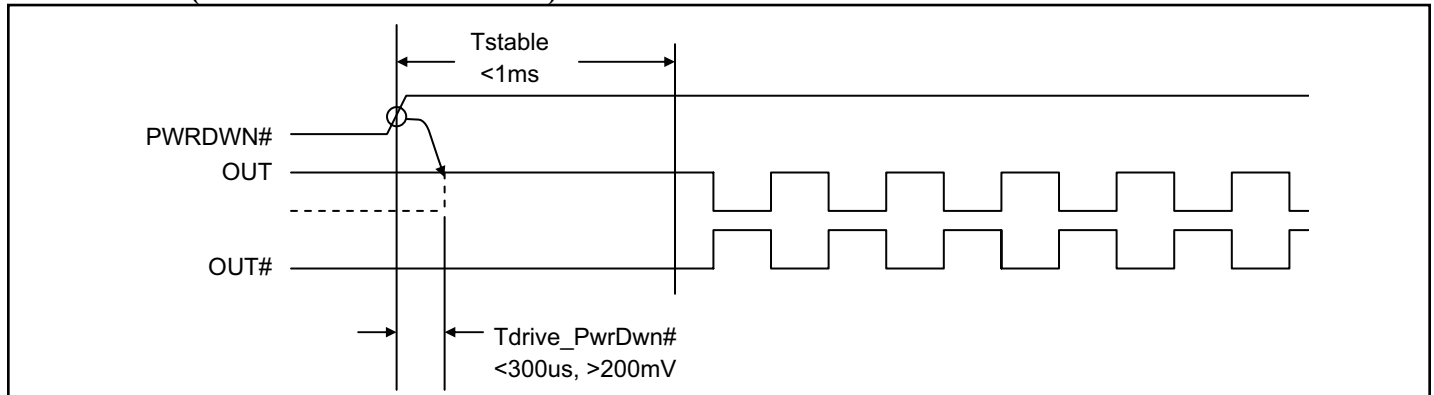 Tstable
<1ms
PWRDWN#
OUT
OUT#
Tdrive_PwrDwn#
<300us, >200mV